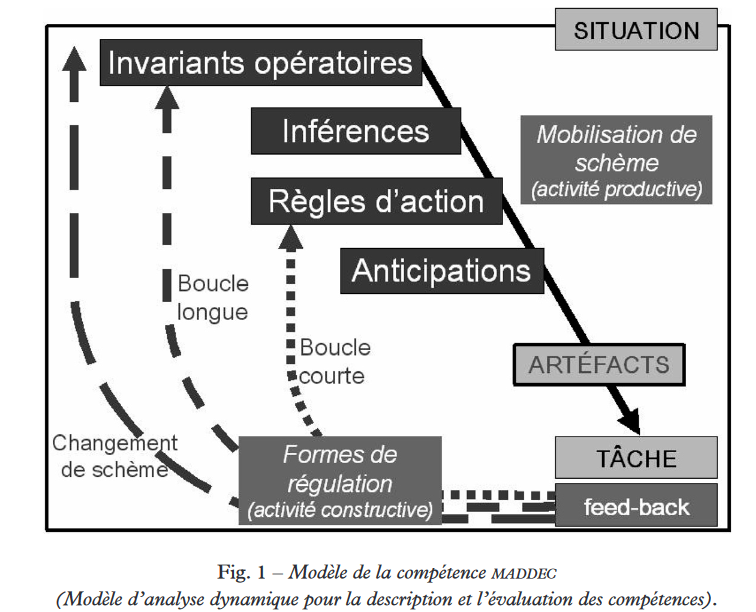 SITUATION
Invariants opératoires
Inférences
Mobilisation de
schème
(activité productive)
Règles d'action
Anticipations
Boucle
longue
Boucle
courte
ARTÉFACTS
Changement
de schème
Formes de
régulation
(activité constructive)
TÂCHE
feed-back
Fig. 1 – Modèle de la compétence MADDEC
(Modèle d'analyse dynamique pour la description et l'évaluation des compétences).